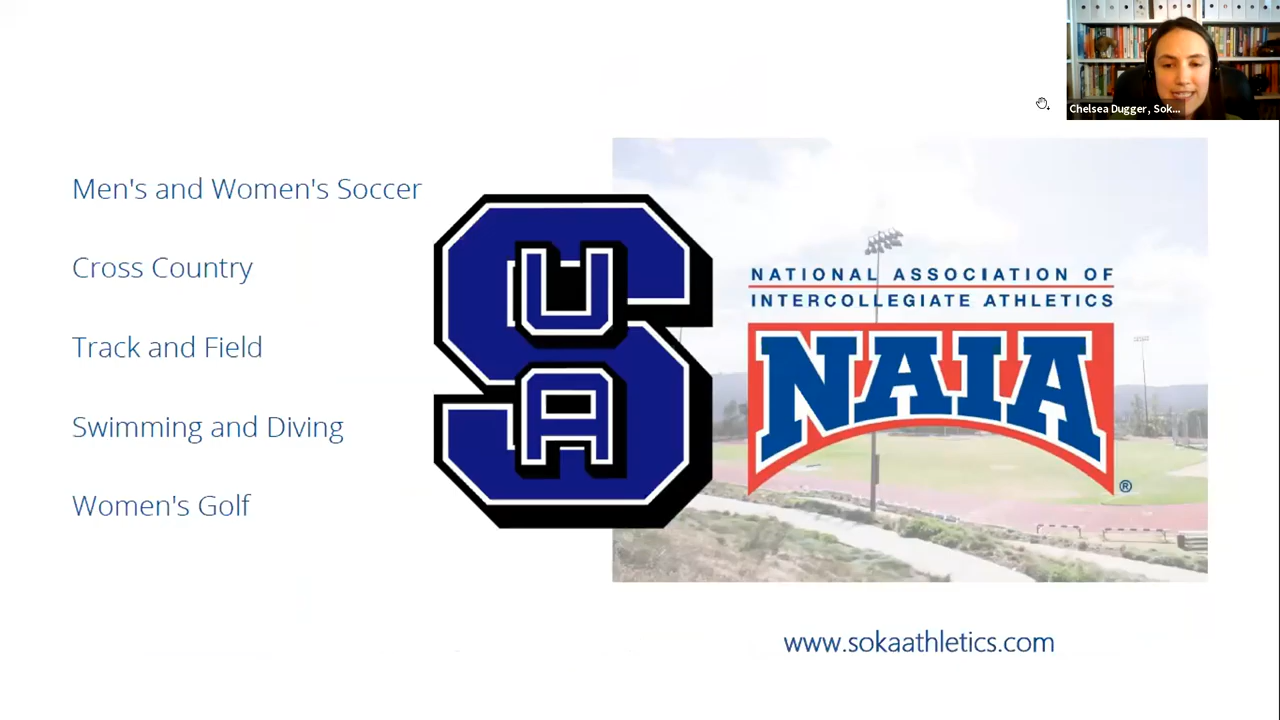 Chelsea Dugger, Sok...
Men's and Women's Soccer
Cross Country
Track and Field
Swimming and Diving
Women's Golf
SUA
NATIONAL ASSOCIATION OF
INTERCOLLEGIATE ATHLETICS
NAIA®
www.sokaathletics.com